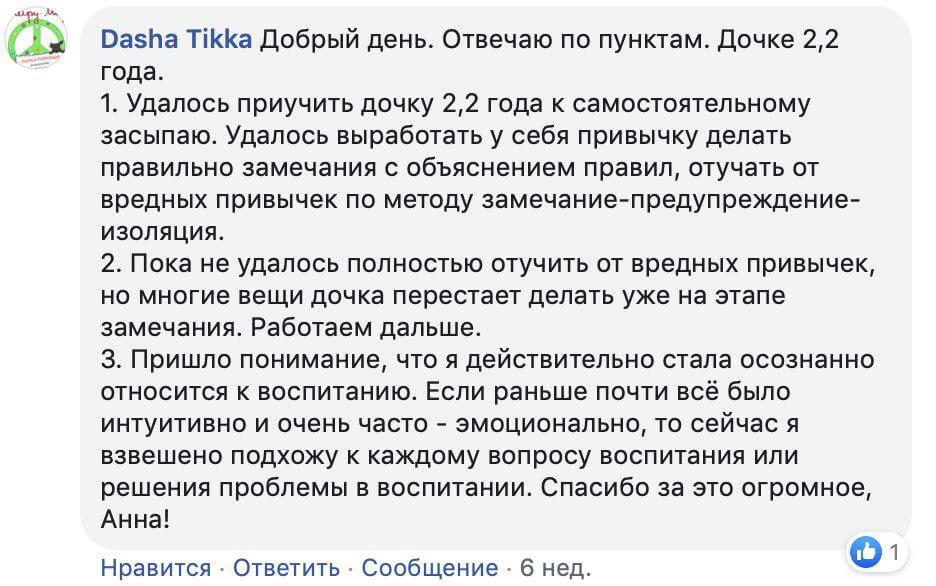 Dasha Tikka Добрый день. Отвечаю по пунктам. Дочке 2,2
года.
1. Удалось приучить дочку 2,2 года к самостоятельному
засыпаю. Удалось выработать у себя привычку делать
правильно замечания с объяснением правил, отучать от
вредных привычек по методу замечание-предупреждение-
изоляция.
2. Пока не удалось полностью отучить от вредных привычек,
но многие вещи дочка перестает делать уже на этапе
замечания. Работаем дальше.
3. Пришло понимание, что я действительно стала осознанно
относится к воспитанию. Если раньше почти всё было
интуитивно и очень часто - эмоционально, то сейчас я
взвешено подхожу к каждому вопросу воспитания или
решения проблемы в воспитании. Спасибо за это огромное,
Анна!
1
Нравится · Ответить · Сообщение · 6 нед.